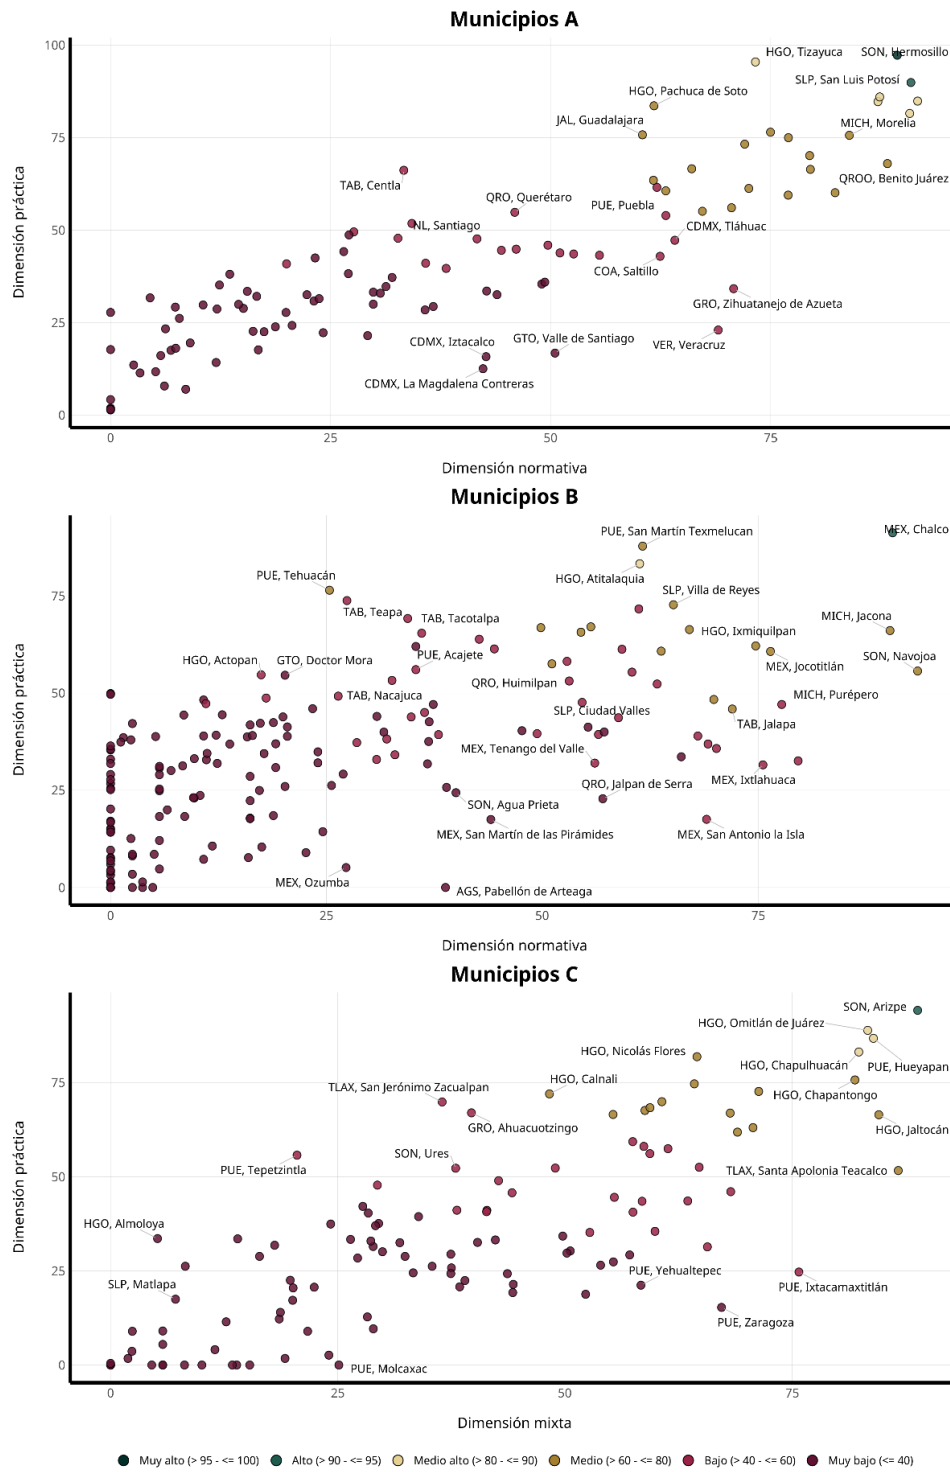 Municipios A
100
HGO, Tizayuca
SON, Hermosillo
SLP, San Luis Potosí
HGO, Pachuca de Soto
JAL, Guadalajara
MICH, Morelia
75
QROO, Benito Juárez
TAB, Centla
QRO, Querétaro
PUE, Puebla
Dimensión práctica
NL, Santiago
CDMX, Tláhuac
50
COA, Saltillo
GRO, Zihuatanejo de Azueta
25
CDMX, Iztacalco
GTO, Valle de Santiago
VER, Veracruz
CDMX, La Magdalena Contreras
0
0 25 50 75
Dimensión normativa
Municipios B
MEX, Chalco
PUE, San Martín Texmelucan
PUE, Tehuacán
HGO, Atitalaquia
75
SLP, Villa de Reyes
TAB, Teapa
TAB, Tacotalpa
MICH, Jacona
HGO, Ixmiquilpan
HGO, Actopan
GTO, Doctor Mora
PUE, Acajete
SON, Navojoa
MEX, Jocotitlán
QRO, Huimilpan
50
TAB, Nacajuca
MICH, Purépero
SLP, Ciudad Valles
TAB, Jalapa
Dimensión práctica
MEX, Tenango del Valle
MEX, Ixtlahuaca
QRO, Jalpan de Serra
25
SON, Agua Prieta
MEX, San Martín de las Pirámides
MEX, San Antonio la Isla
MEX, Ozumba
AGS, Pabellón de Arteaga
0
0 25 50 75
Dimensión normativa
Municipios C
SON, Arizpe
HGO, Omitlán de Juárez
HGO, Nicolás Flores
HGO, Chapulhuacán
PUE, Hueyapan
75
TLAX, San Jerónimo Zacualpan
HGO, Calnali
HGO, Chapantongo
GRO, Ahuacuotzingo
HGO, Jaltocán
SON, Ures
PUE, Tepetzintla
TLAX, Santa Apolonia Teacalco
50
HGO, Almoloya
Dimensión práctica
SLP, Matlapa
25
PUE, Yehualtepec
PUE, Ixtacamaxtitlán
PUE, Zaragoza
PUE, Molcaxac
0
0 25 50 75
Dimensión mixta
Muy alto (> 95 - <= 100) Alto (> 90 - <= 95) Medio alto (> 80 - <= 90) Medio (> 60 - <= 80) Bajo (> 40 - <= 60) Muy bajo (<= 40)